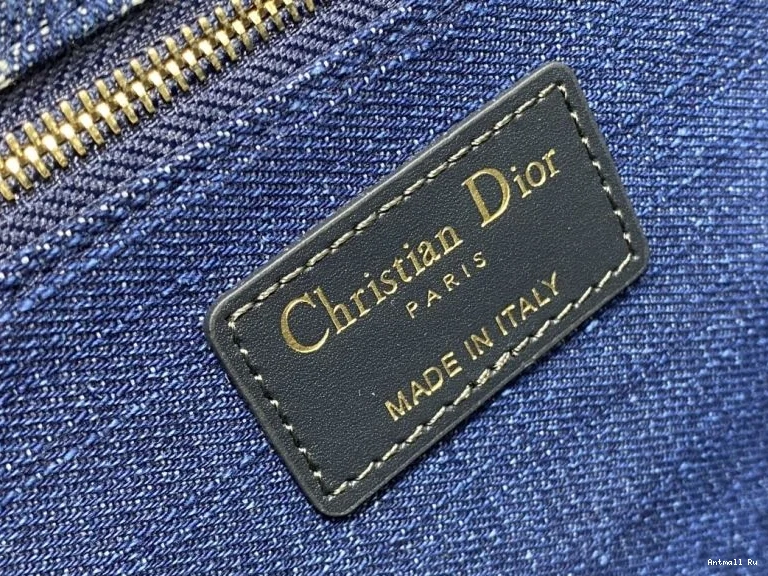 Christian Dior
PARIS
MADE IN ITALY
Antmall Ru